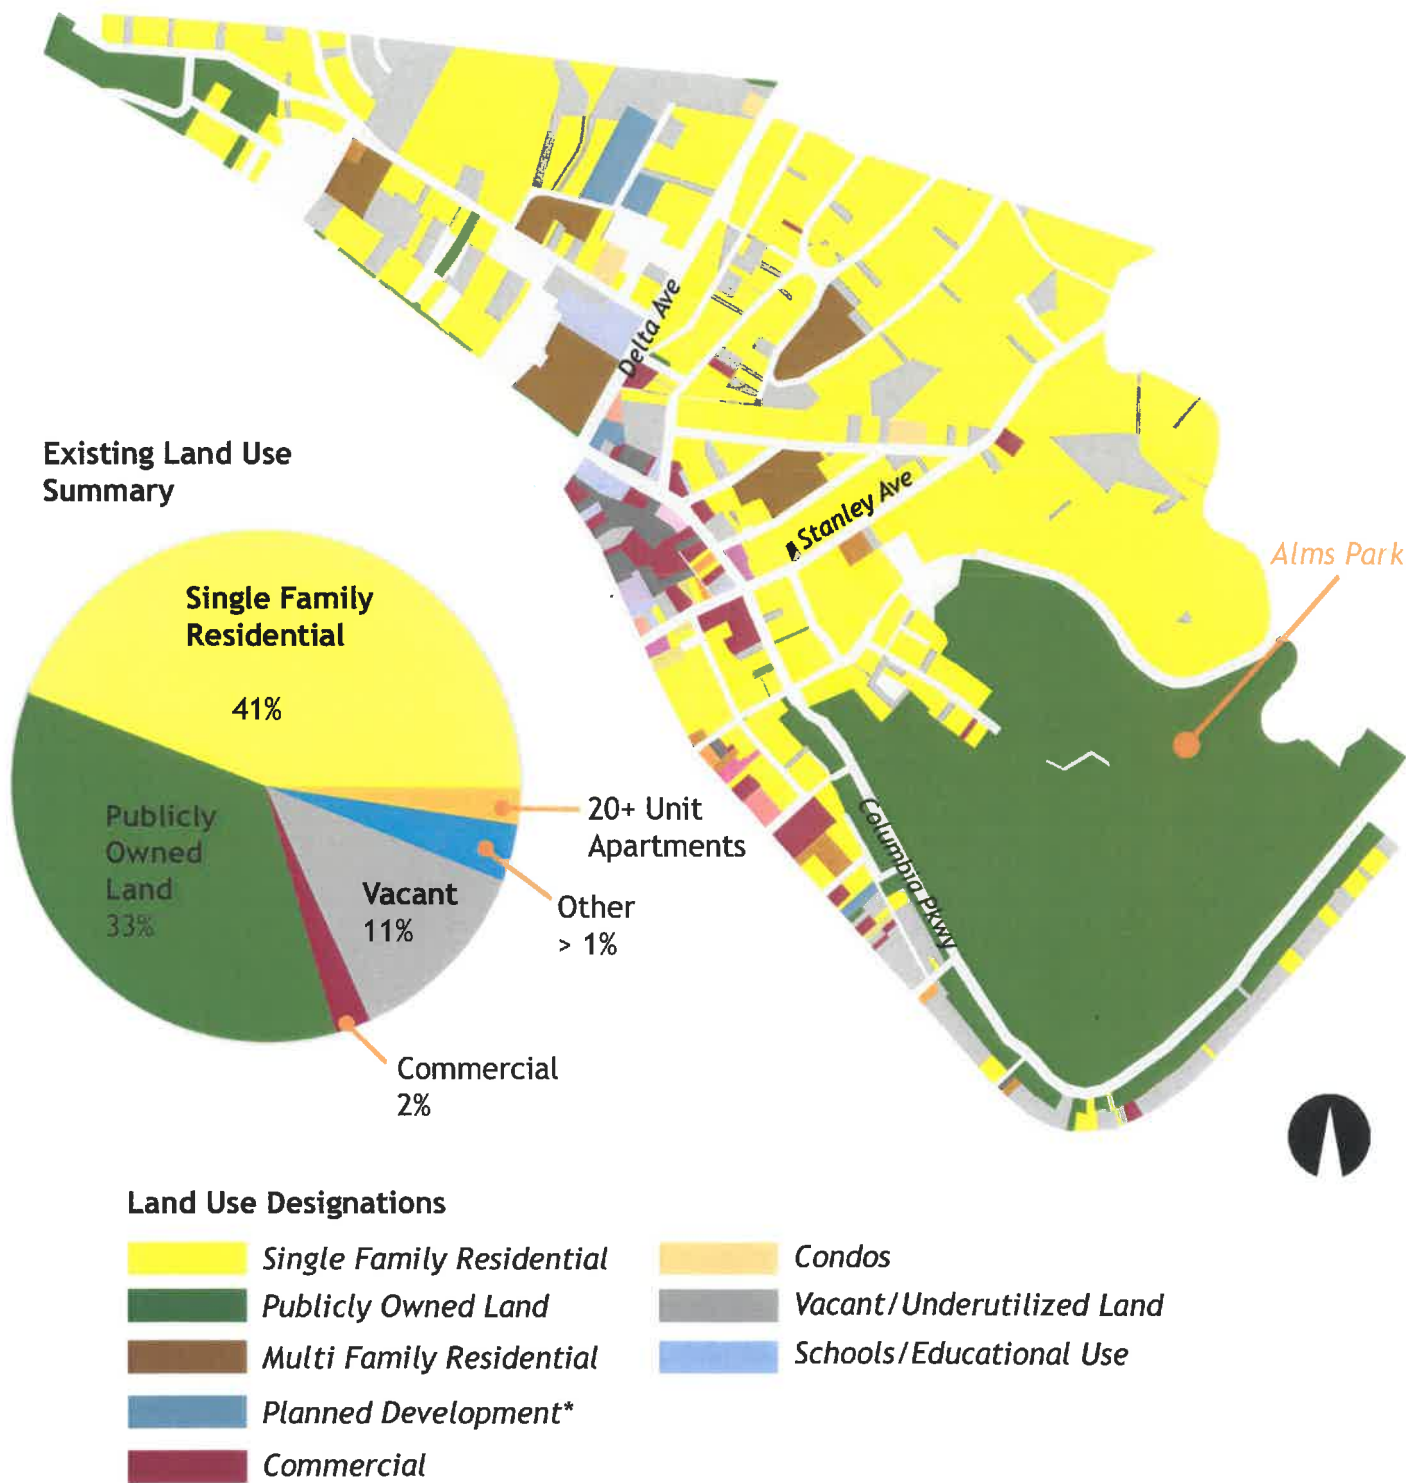 Delta Ave
Existing Land Use
Summary
Stanley Ave
Alms Park
Single Family
Residential
41%
Publicly
Owned
Land
33%
20+ Unit
Apartments
Vacant
11%
Other
> 1%
Columbia Pkwy
Commercial
2%
Land Use Designations
Single Family Residential
Publicly Owned Land
Multi Family Residential
Planned Development*
Commercial
Condos
Vacant/Underutilized Land
Schools/Educational Use